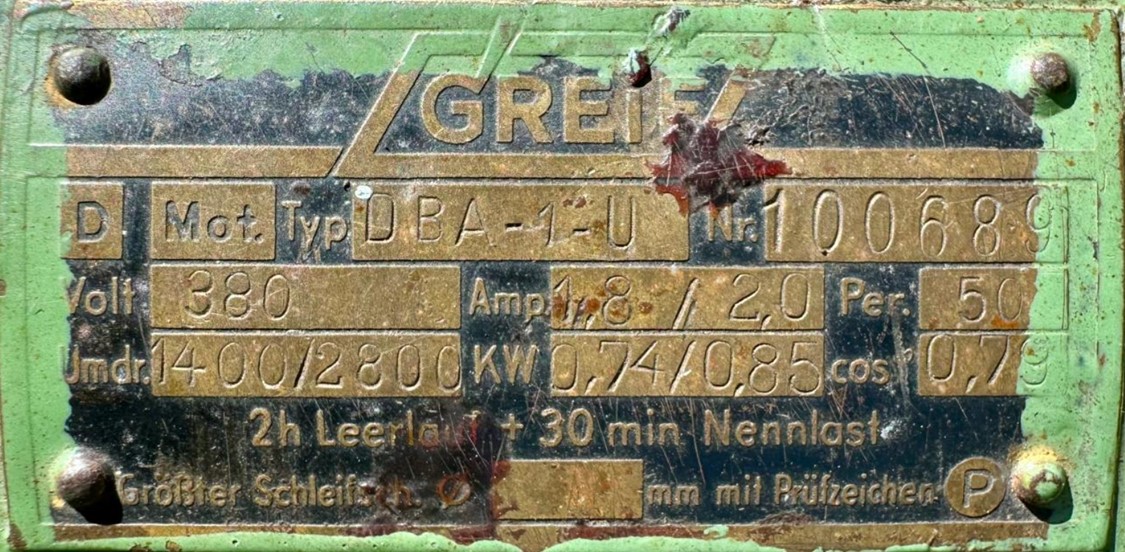 GREIF
D Mot. Typ DBA-1-U Nr. 100689
Volt 380 Amp. 1,8 / 2,0 Per. 50
Umdr. 1400/2800 KW 0,74/0,85 cos φ 0,79
2h Leerlauf + 30 min Nennlast
Größter Schleifsch. Ø mm mit Prüfzeichen P